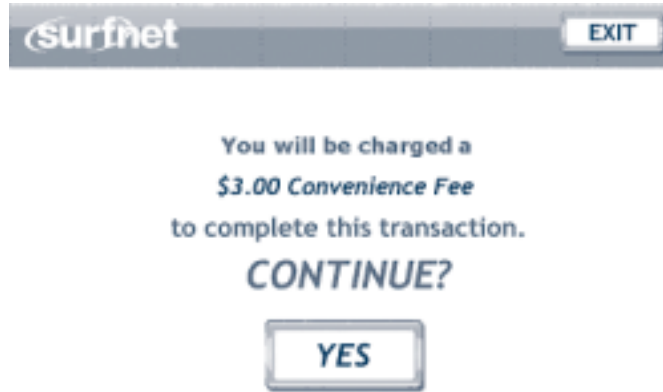 surfnet
EXIT
You will be charged a
$3.00 Convenience Fee
to complete this transaction.
CONTINUE?
YES